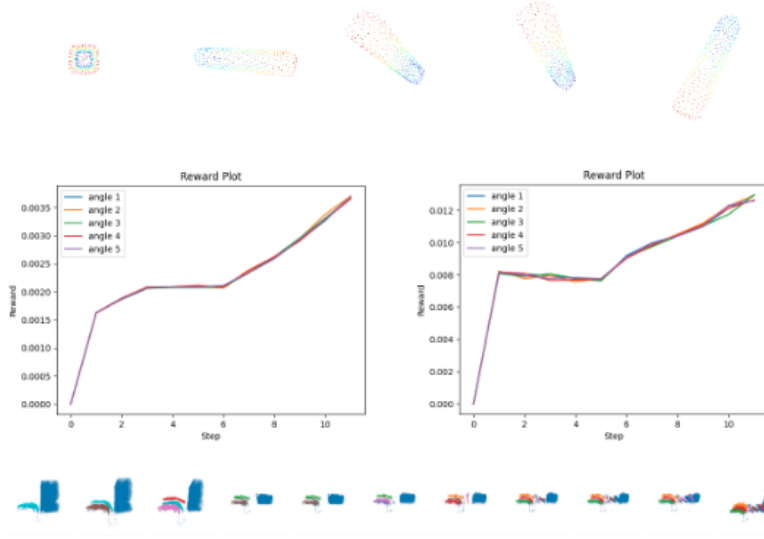 Reward Plot
angle 1
angle 2
angle 3
angle 4
angle 5
0.0035
0.0030
0.0025
0.0020
0.0015
0.0010
0.0005
0.0000
Reward
0 2 4 6 8 10
Step
Reward Plot
angle 1
angle 2
angle 3
angle 4
angle 5
0.012
0.010
0.008
0.006
0.004
0.002
0.000
Reward
0 2 4 6 8 10
Step